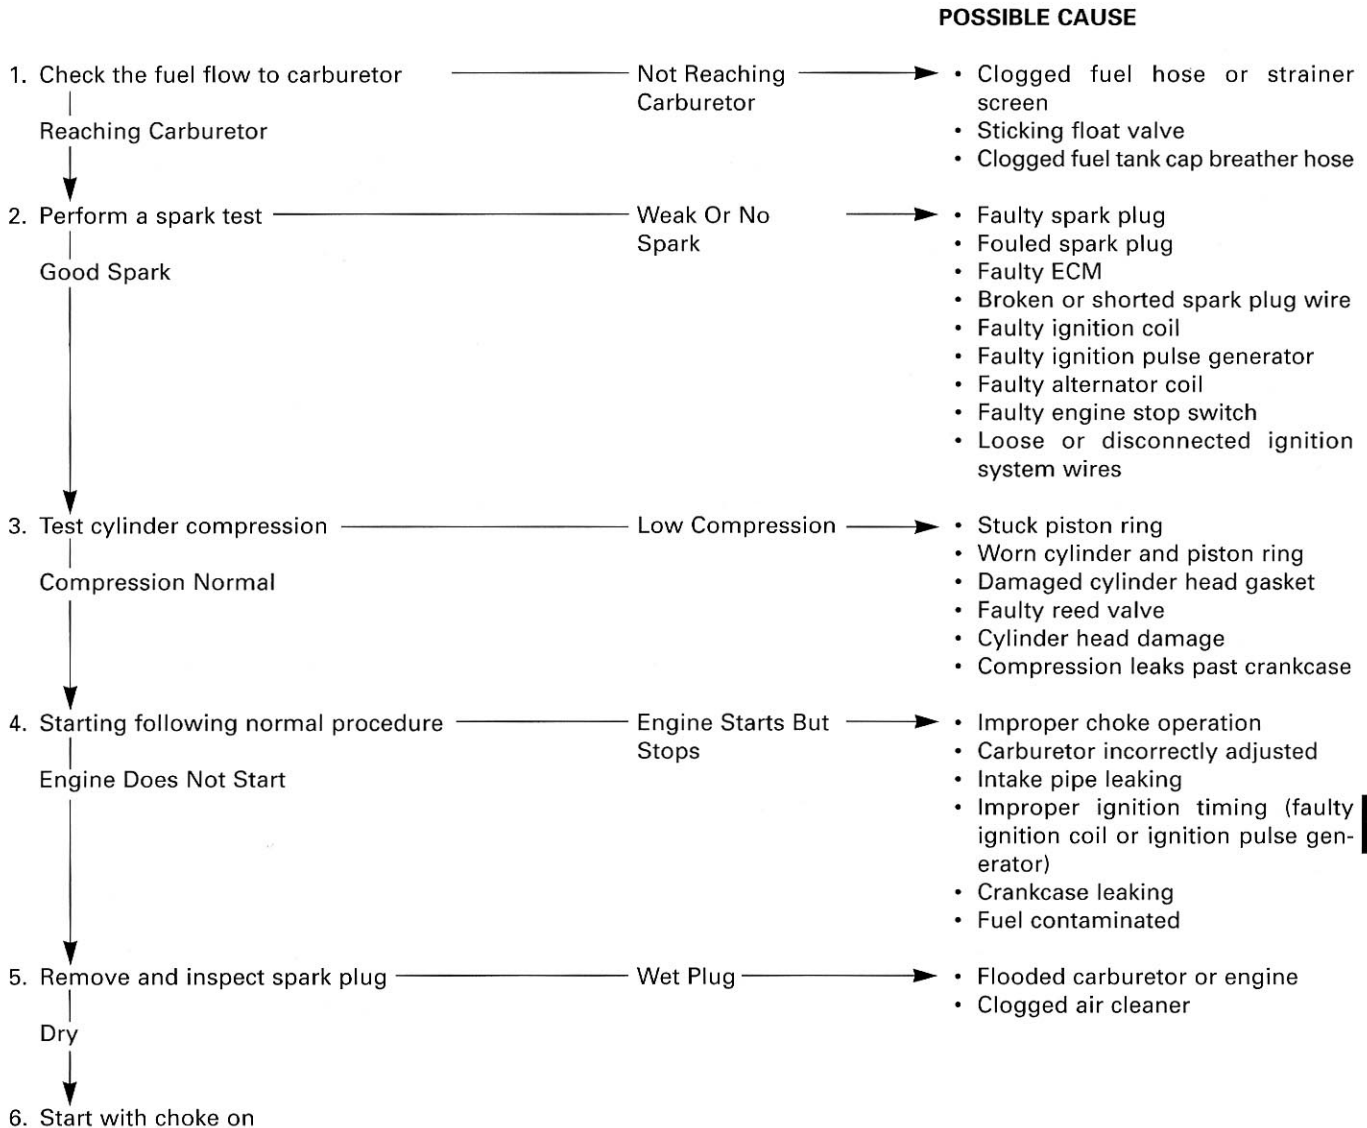 POSSIBLE CAUSE
1. Check the fuel flow to carburetor
Reaching Carburetor
Not Reaching
Carburetor
• Clogged fuel hose or strainer
screen
• Sticking float valve
• Clogged fuel tank cap breather hose
2. Perform a spark test
Good Spark
Weak Or No
Spark
• Faulty spark plug
• Fouled spark plug
• Faulty ECM
• Broken or shorted spark plug wire
• Faulty ignition coil
• Faulty ignition pulse generator
• Faulty alternator coil
• Faulty engine stop switch
• Loose or disconnected ignition
system wires
3. Test cylinder compression
Compression Normal
Low Compression
• Stuck piston ring
• Worn cylinder and piston ring
• Damaged cylinder head gasket
• Faulty reed valve
• Cylinder head damage
• Compression leaks past crankcase
4. Starting following normal procedure
Engine Does Not Start
Engine Starts But
Stops
• Improper choke operation
• Carburetor incorrectly adjusted
• Intake pipe leaking
• Improper ignition timing (faulty
ignition coil or ignition pulse gen-
erator)
• Crankcase leaking
• Fuel contaminated
5. Remove and inspect spark plug
Dry
Wet Plug
• Flooded carburetor or engine
• Clogged air cleaner
6. Start with choke on